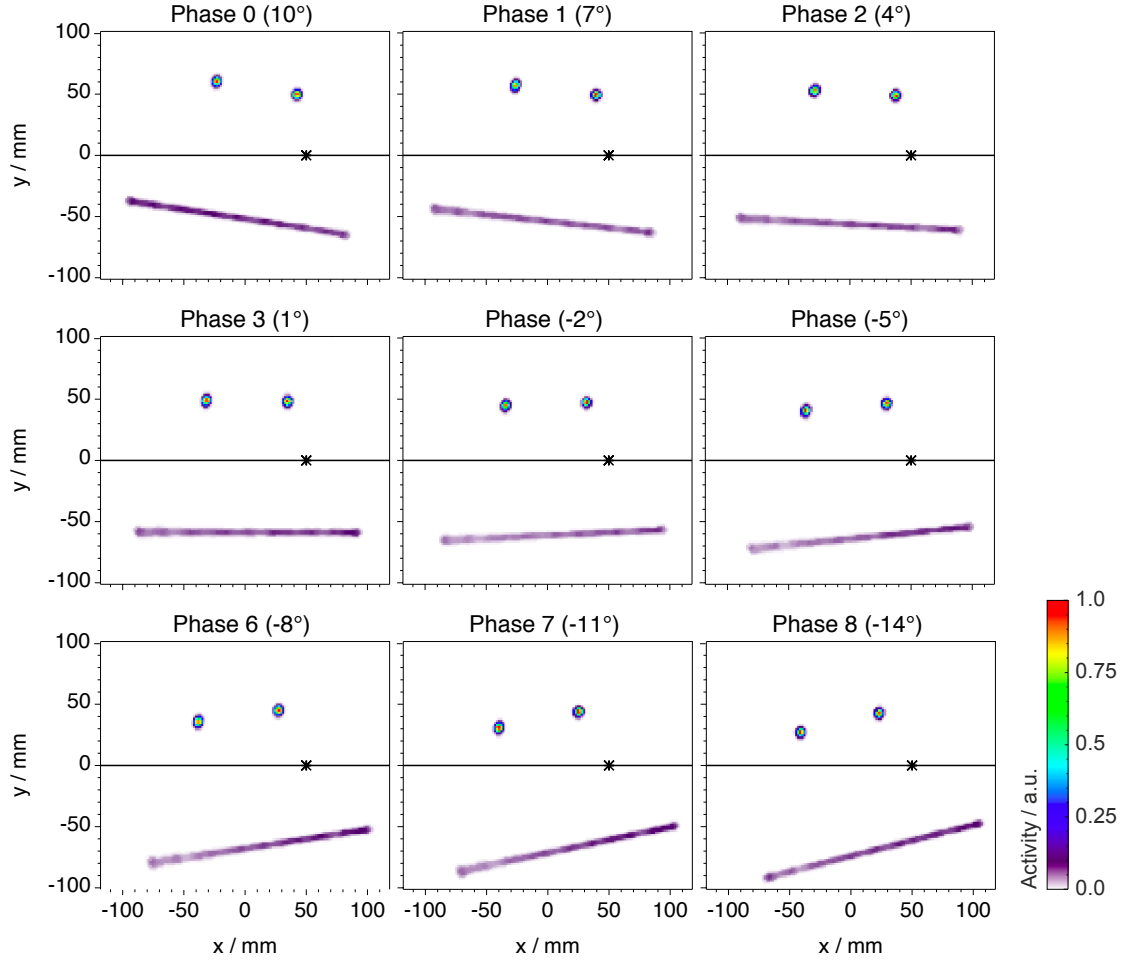 Phase 0 (10°) Phase 1 (7°) Phase 2 (4°)
100
50
0
-50
-100
y / mm
Phase 3 (1°) Phase (-2°) Phase (-5°)
100
50
0
-50
-100
y / mm
Phase 6 (-8°) Phase 7 (-11°) Phase 8 (-14°)
100
50
0
-50
-100
y / mm
-100 -50 0 50 100 -100 -50 0 50 100 -100 -50 0 50 100
x / mm x / mm x / mm
1.0
0.75
0.5
0.25
0.0
Activity / a.u.